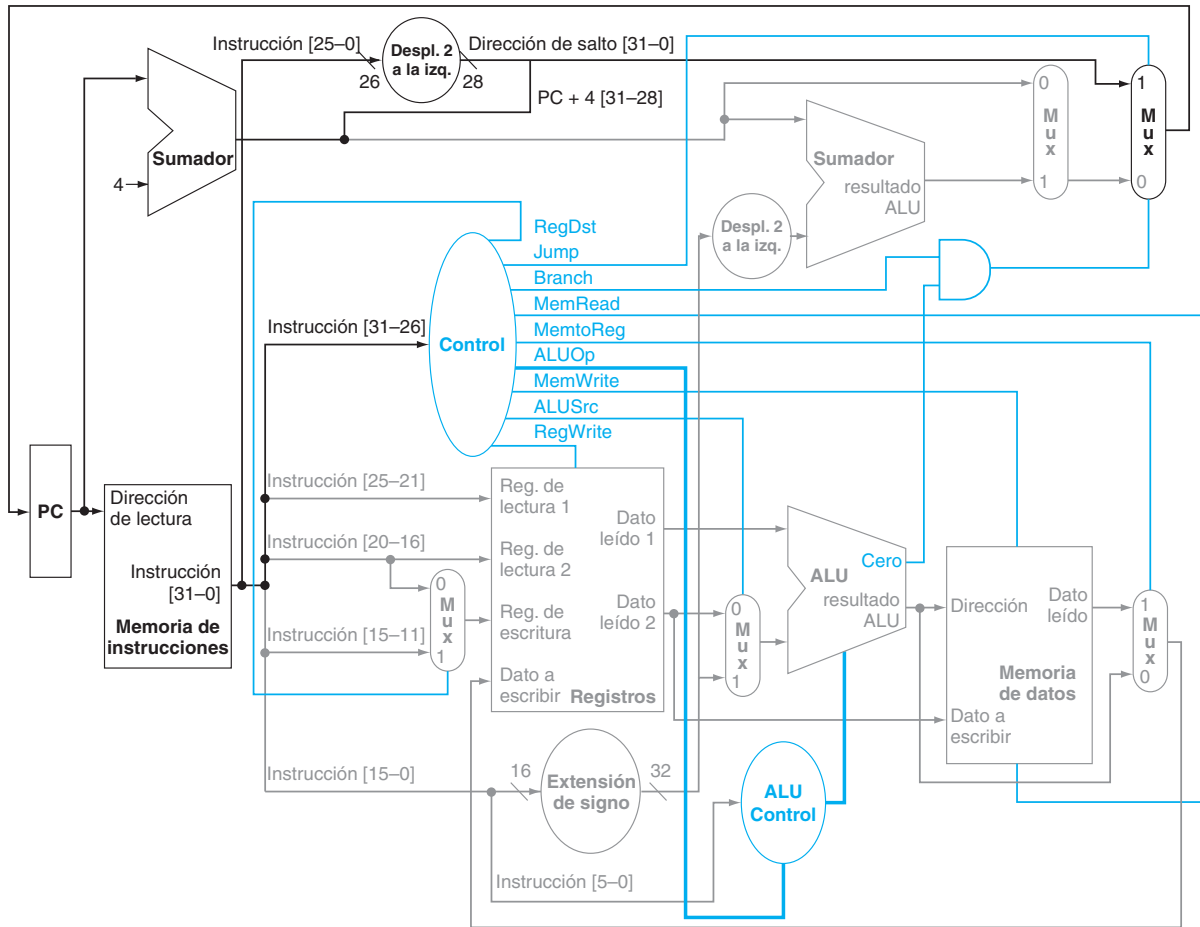 Instrucción [25–0]
26
Despl. 2
a la izq.
28
Dirección de salto [31–0]
PC + 4 [31–28]
Sumador
4
0
M
u
x
1
1
M
u
x
0
Sumador
resultado
ALU
Despl. 2
a la izq.
RegDst
Jump
Branch
MemRead
MemtoReg
ALUOp
MemWrite
ALUSrc
RegWrite
Control
Instrucción [31–26]
PC
Dirección
de lectura
Instrucción
[31–0]
Memoria de
instrucciones
Instrucción [25–21]
Instrucción [20–16]
Instrucción [15–11]
0
M
u
x
1
Reg. de
lectura 1
Reg. de
lectura 2
Reg. de
escritura
Dato a
escribir
Registros
Dato
leído 1
Dato
leído 2
0
M
u
x
1
ALU
Cero
resultado
ALU
Dirección
Dato
leído
Memoria
de datos
Dato a
escribir
1
M
u
x
0
Instrucción [15–0]
16
Extensión
de signo
32
ALU
Control
Instrucción [5–0]